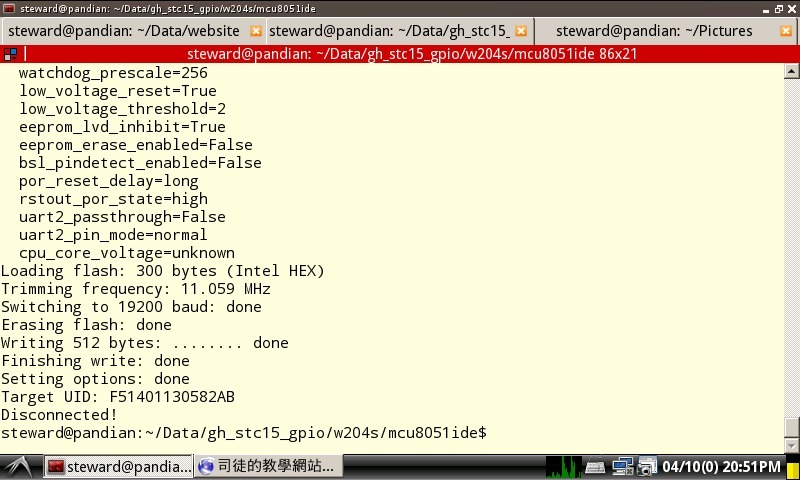 steward@pandian: ~/Data/gh_stc15_gpio/w204s/mcu8051ide
steward@pandian: ~/Data/website
steward@pandian: ~/Data/gh_stc15_
steward@pandian: ~/Pictures
steward@pandian: ~/Data/gh_stc15_gpio/w204s/mcu8051ide 86x21
watchdog_prescale=256
low_voltage_reset=True
low_voltage_threshold=2
eeprom_lvd_inhibit=True
eeprom_erase_enabled=False
bsl_pindetect_enabled=False
por_reset_delay=long
rstout_por_state=high
uart2_passthrough=False
uart2_pin_mode=normal
cpu_core_voltage=unknown
Loading flash: 300 bytes (Intel HEX)
Trimming frequency: 11.059 MHz
Switching to 19200 baud: done
Erasing flash: done
Writing 512 bytes: ........ done
Finishing write: done
Setting options: done
Target UID: F51401130582AB
Disconnected!
steward@pandian:~/Data/gh_stc15_gpio/w204s/mcu8051ide$
steward@pandia...
司徒的教學網站...
04/10(0) 20:51PM